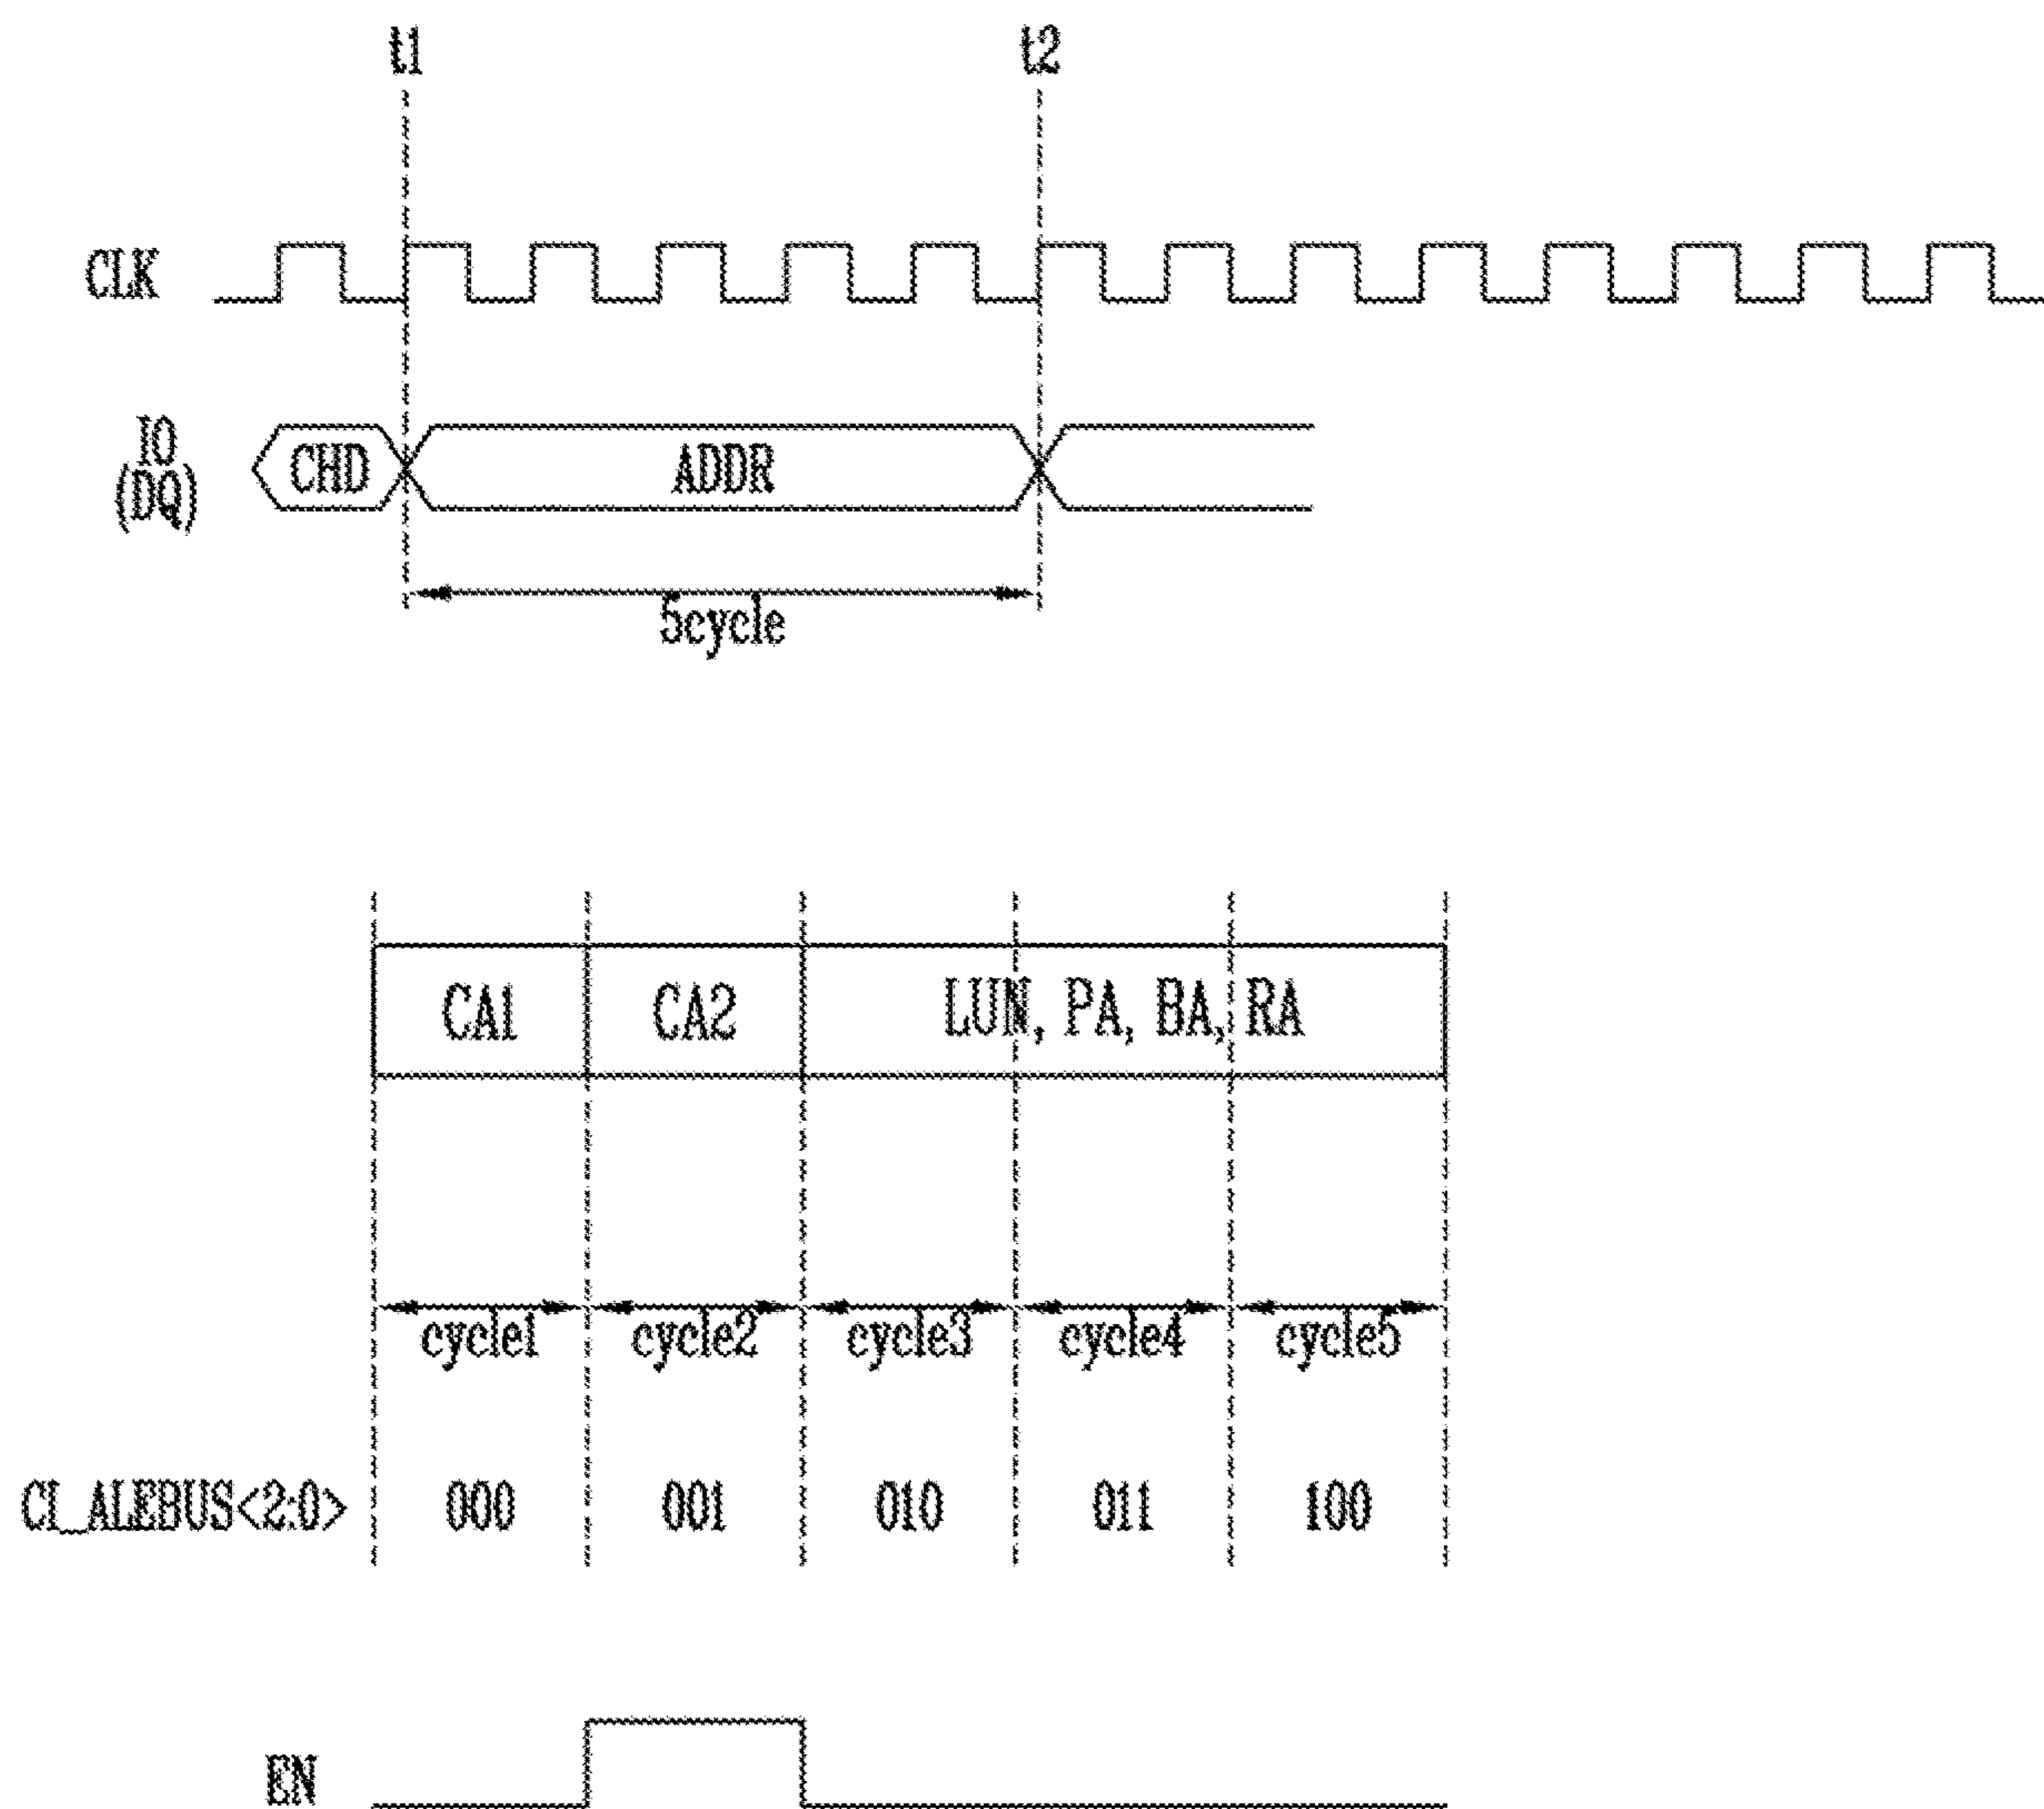 t1 t2
CLK
IO
(DQ)
CHD ADDR
5cycle
CA1 CA2 LUN, PA, BA, RA
cycle1 cycle2 cycle3 cycle4 cycle5
CI_ALEBUS<2:0> 000 001 010 011 100
EN